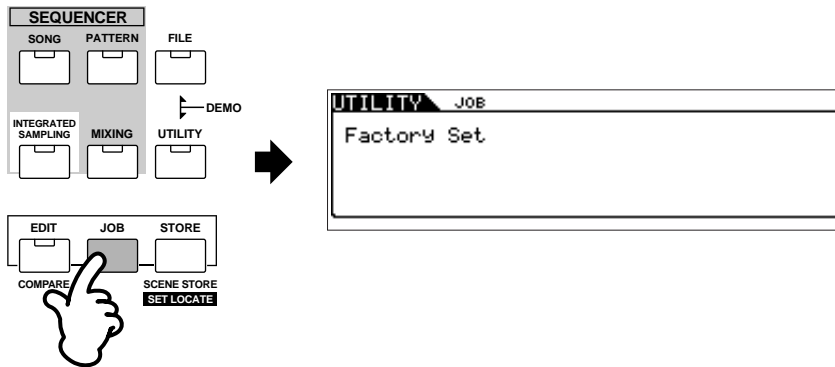 SEQUENCER
SONG PATTERN FILE
DEMO
INTEGRATED
SAMPLING MIXING UTILITY
EDIT JOB STORE
COMPARE SCENE STORE
SET LOCATE
UTILITY JOB
Factory Set